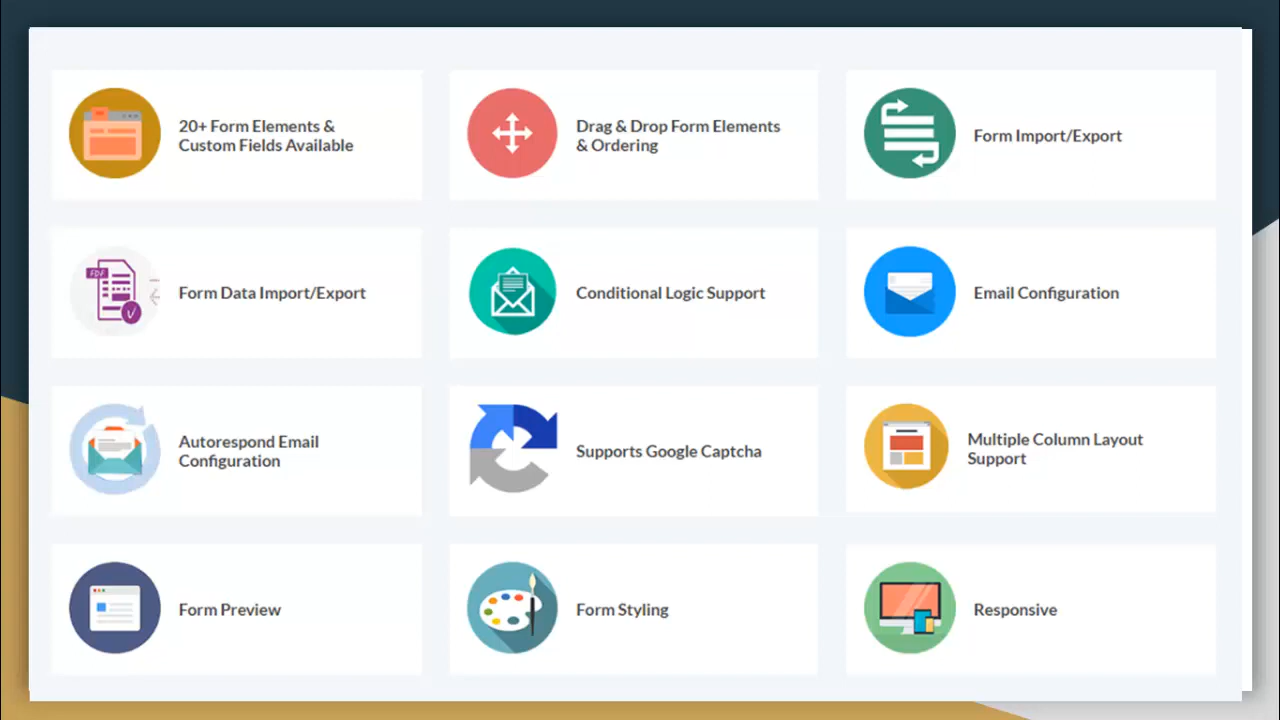 20+ Form Elements &
Custom Fields Available
Drag & Drop Form Elements
& Ordering
Form Import/Export
PDF
Form Data Import/Export
Conditional Logic Support
Email Configuration
Autorespond Email
Configuration
Supports Google Captcha
Multiple Column Layout
Support
Form Preview
Form Styling
Responsive